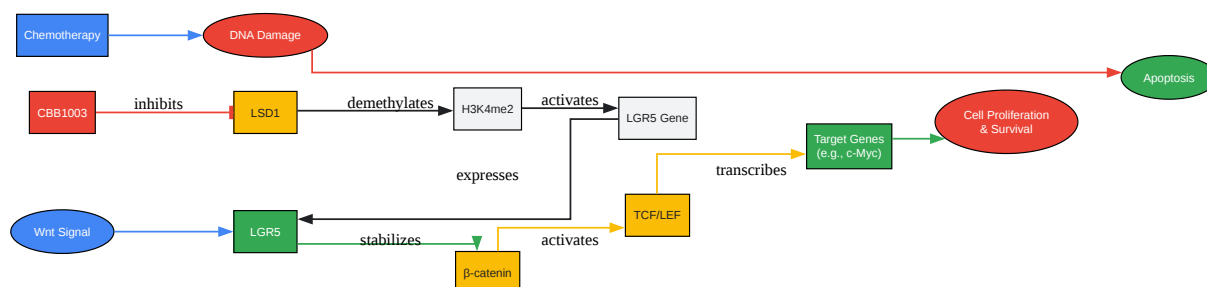 Chemotherapy
DNA Damage
Apoptosis
CBB1003
inhibits
LSD1
demethylates
H3K4me2
activates
LGR5 Gene
Cell Proliferation
& Survival
Target Genes
(e.g., c-Myc)
transcribes
expresses
TCF/LEF
Wnt Signal
LGR5
stabilizes
activates
β-catenin